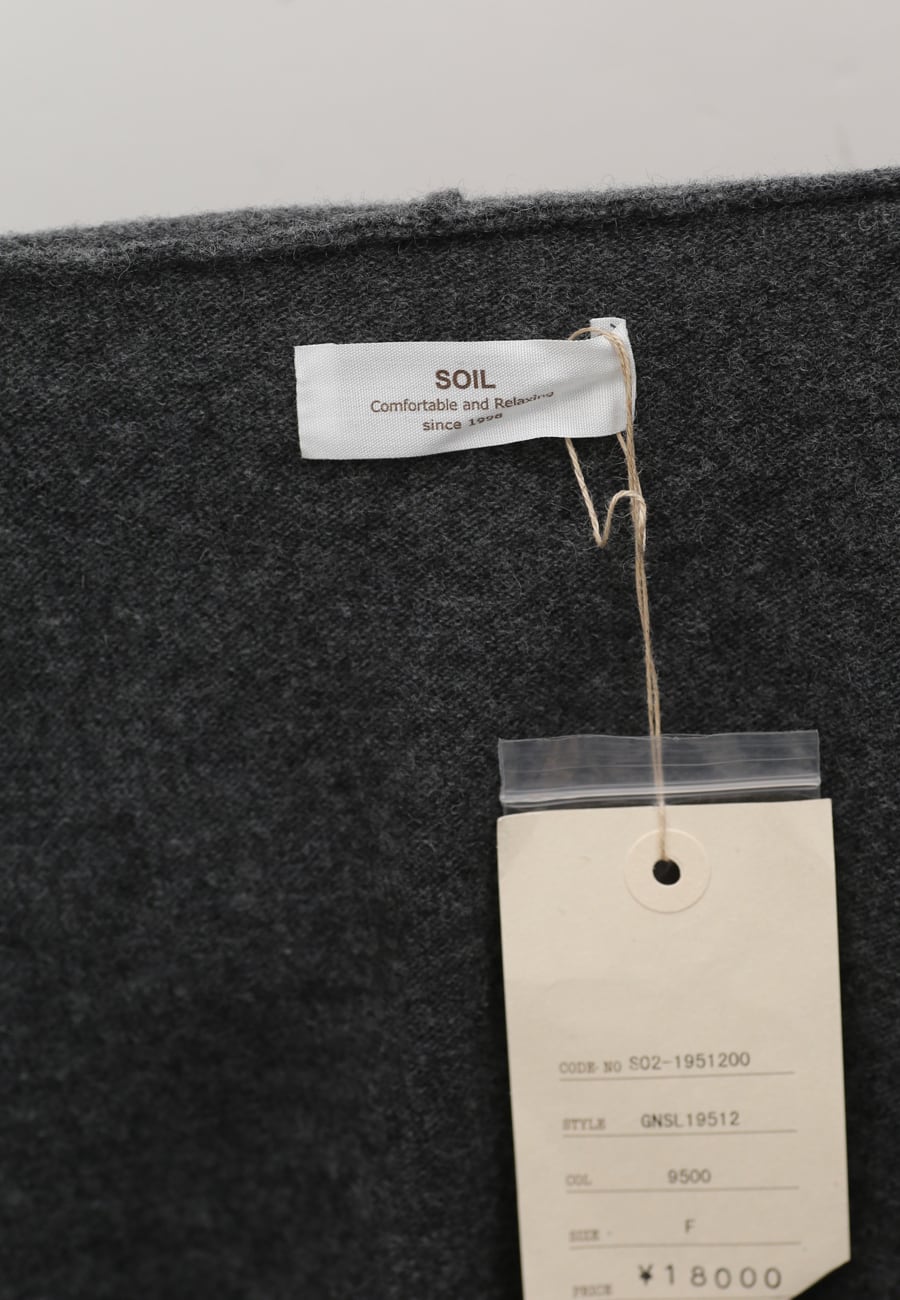 SOIL
Comfortable and Relaxing
since 1998
CODE·NO S02-1951200
STYLE GNSL19512
COL 9500
SIZE F
PRICE ¥18000